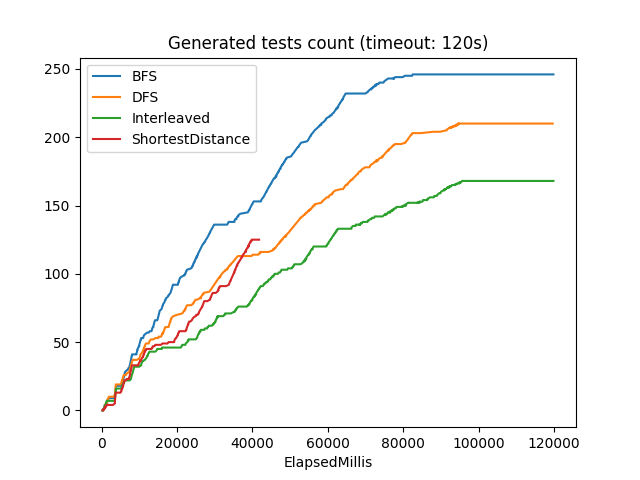 Generated tests count (timeout: 120s)
BFS
DFS
Interleaved
ShortestDistance
250
200
150
100
50
0
0 20000 40000 60000 80000 100000 120000
ElapsedMillis